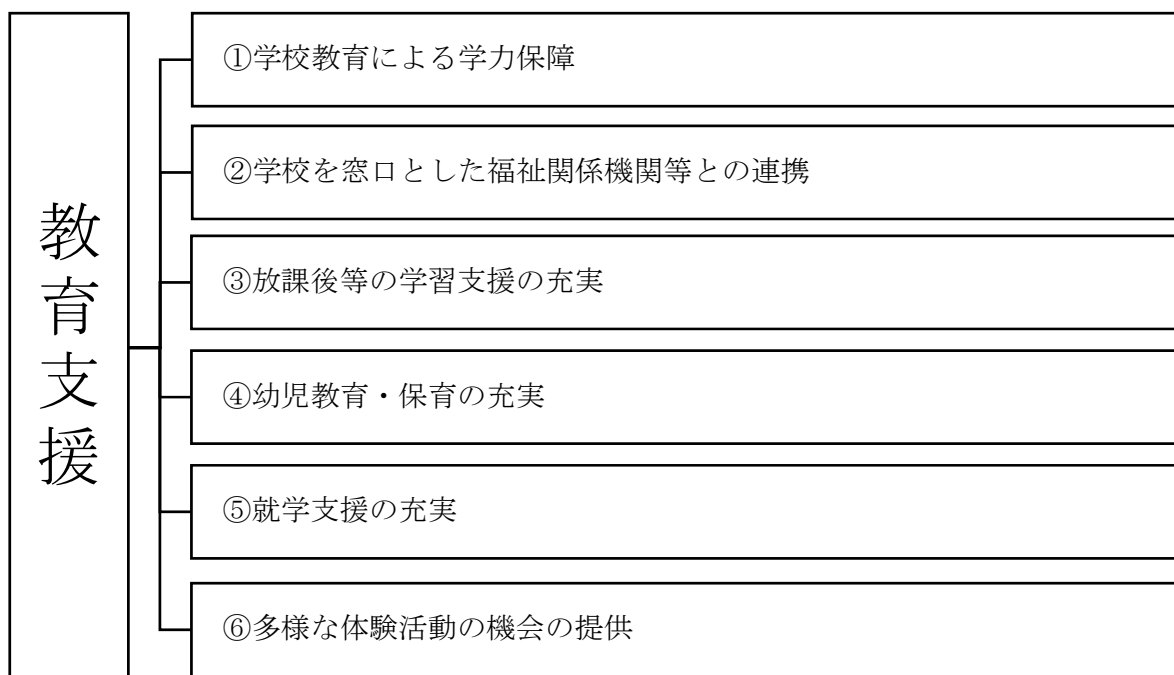 教育支援
①学校教育による学力保障
②学校を窓口とした福祉関係機関等との連携
③放課後等の学習支援の充実
④幼児教育・保育の充実
⑤就学支援の充実
⑥多様な体験活動の機会の提供